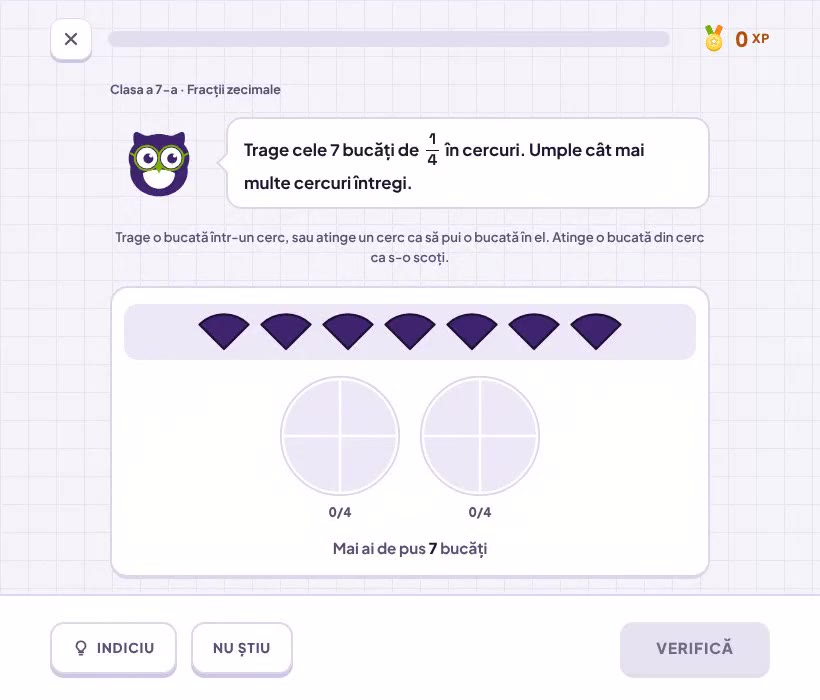 0 XP
Clasa a 7-a · Fracții zecimale
Trage cele 7 bucăți de 1/4 în cercuri. Umple cât mai
multe cercuri întregi.
Trage o bucată într-un cerc, sau atinge un cerc ca să pui o bucată în el. Atinge o bucată din cerc
ca s-o scoți.
0/4 0/4
Mai ai de pus 7 bucăți
INDICIU NU ȘTIU VERIFICĂ